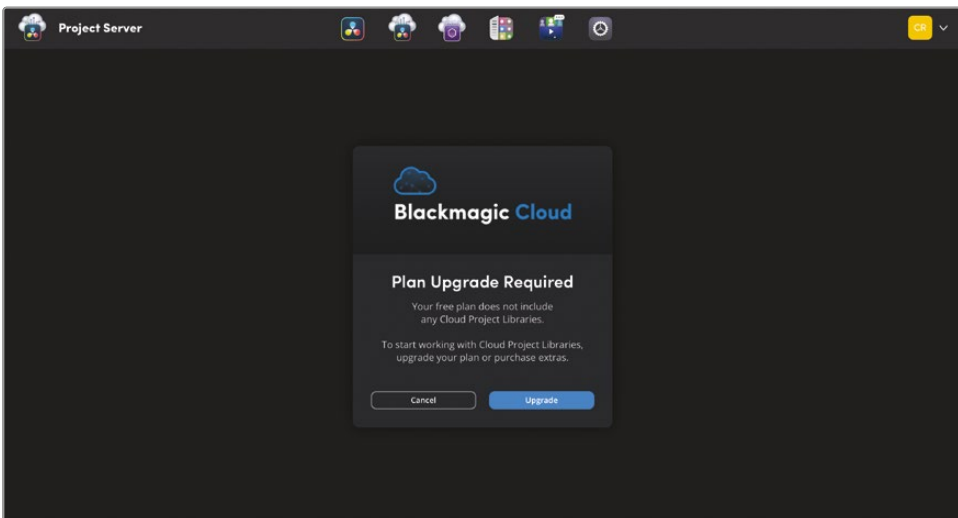 Project Server
CR
Blackmagic Cloud
Plan Upgrade Required
Your free plan does not include
any Cloud Project Libraries.
To start working with Cloud Project Libraries,
upgrade your plan or purchase extras.
Cancel
Upgrade